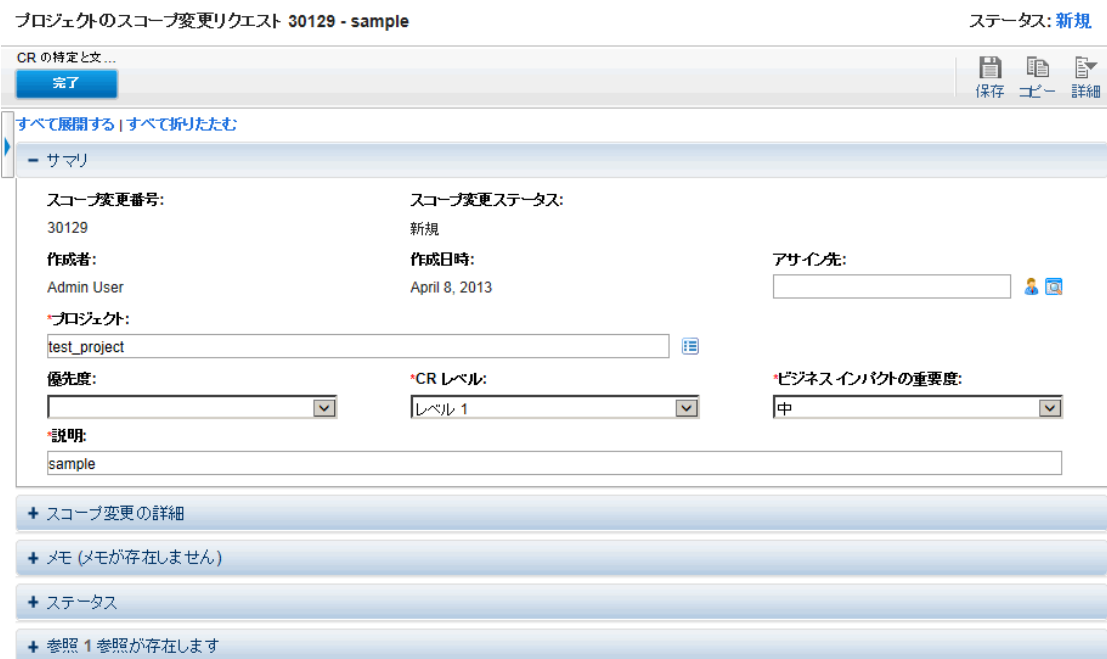 プロジェクトのスコープ変更リクエスト 30129 - sample ステータス: 新規
CR の特定と文...
完了
保存 コピー 詳細
すべて展開する | すべて折りたたむ
サマリ
スコープ変更番号: スコープ変更ステータス:
30129 新規
作成者: 作成日時: アサイン先:
Admin User April 8, 2013
*プロジェクト:
test_project
優先度: *CR レベル: *ビジネス インパクトの重要度:
レベル 1 中
*説明:
sample
スコープ変更の詳細
メモ (メモが存在しません)
ステータス
参照 1 参照が存在します